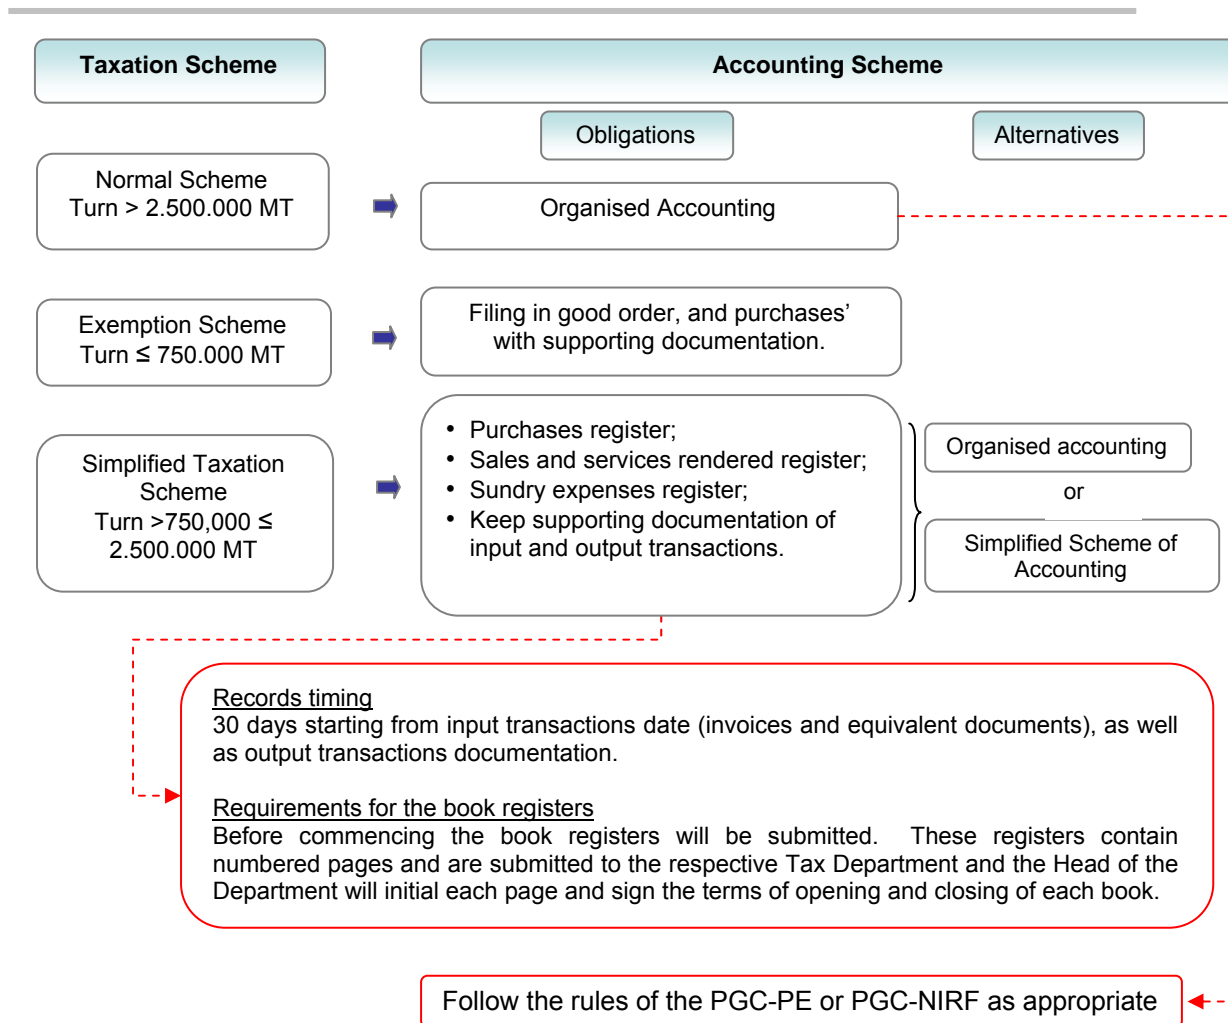 Taxation Scheme
Accounting Scheme
Obligations
Alternatives
Normal Scheme
Turn > 2.500.000 MT
Organised Accounting
Exemption Scheme
Turn ≤ 750.000 MT
Filing in good order, and purchases’
with supporting documentation.
Simplified Taxation
Scheme
Turn >750,000 ≤
2.500.000 MT
• Purchases register;
• Sales and services rendered register;
• Sundry expenses register;
• Keep supporting documentation of
input and output transactions.
Organised accounting
or
Simplified Scheme of
Accounting
Records timing
30 days starting from input transactions date (invoices and equivalent documents), as well
as output transactions documentation.
Requirements for the book registers
Before commencing the book registers will be submitted. These registers contain
numbered pages and are submitted to the respective Tax Department and the Head of the
Department will initial each page and sign the terms of opening and closing of each book.
Follow the rules of the PGC-PE or PGC-NIRF as appropriate